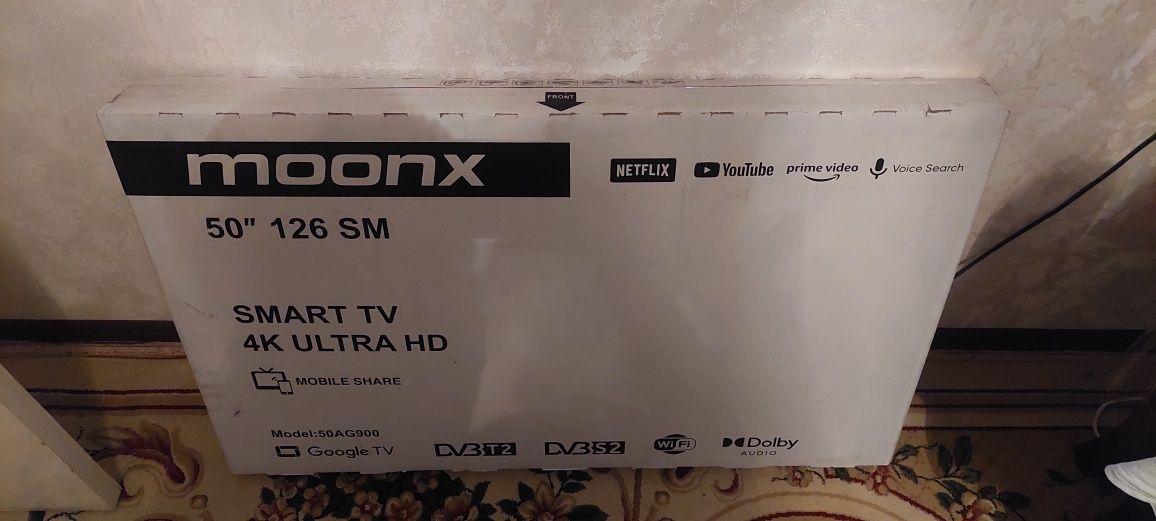 FRONT
moonx
NETFLIX YouTube prime video Voice Search
50" 126 SM
SMART TV
4K ULTRA HD
MOBILE SHARE
Model:50AG900
Google TV DVB T2 DVB S2 WiFi Dolby
AUDIO